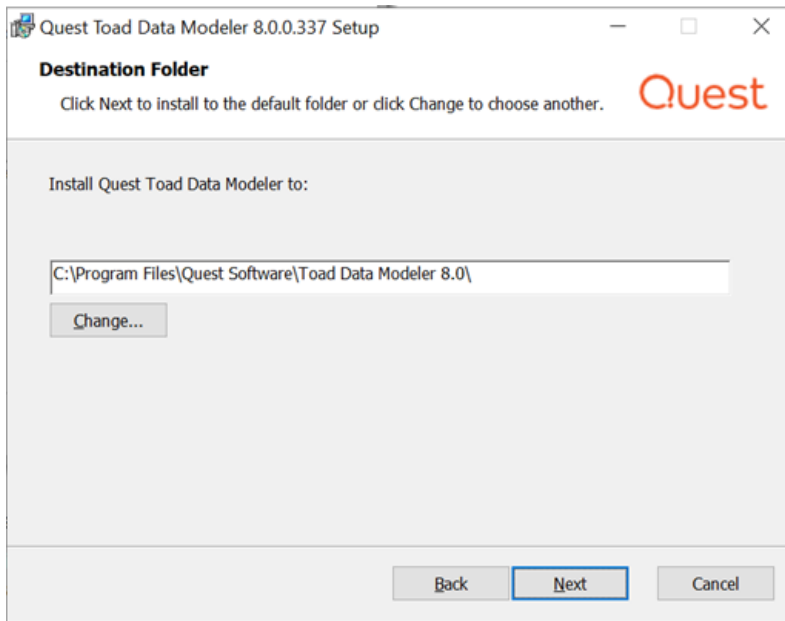 Quest Toad Data Modeler 8.0.0.337 Setup
Destination Folder
Click Next to install to the default folder or click Change to choose another.
Quest
Install Quest Toad Data Modeler to:
C:\Program Files\Quest Software\Toad Data Modeler 8.0\
Change...
Back Next Cancel